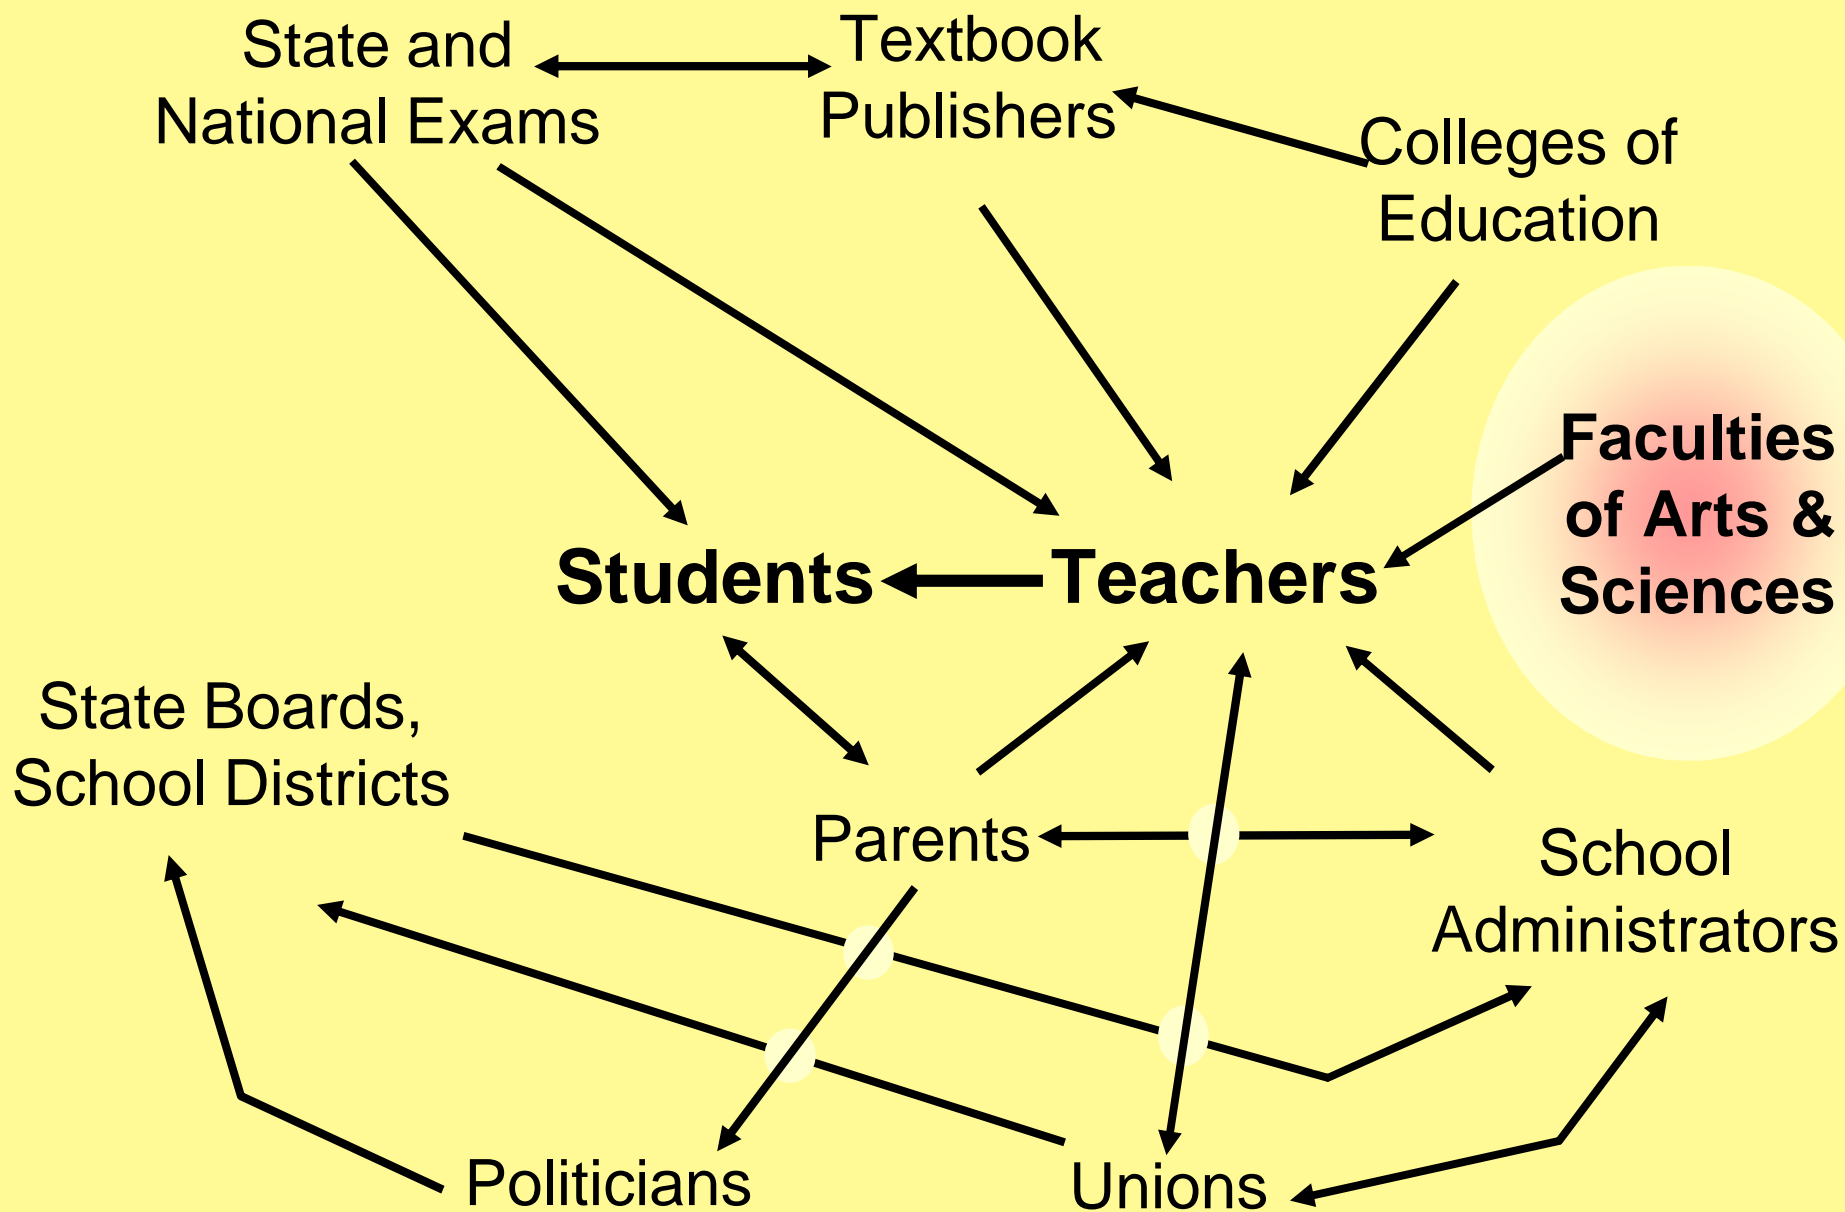 State and
National Exams
Textbook
Publishers
Colleges of
Education
Faculties
of Arts &
Sciences
Students
Teachers
State Boards,
School Districts
Parents
School
Administrators
Politicians
Unions